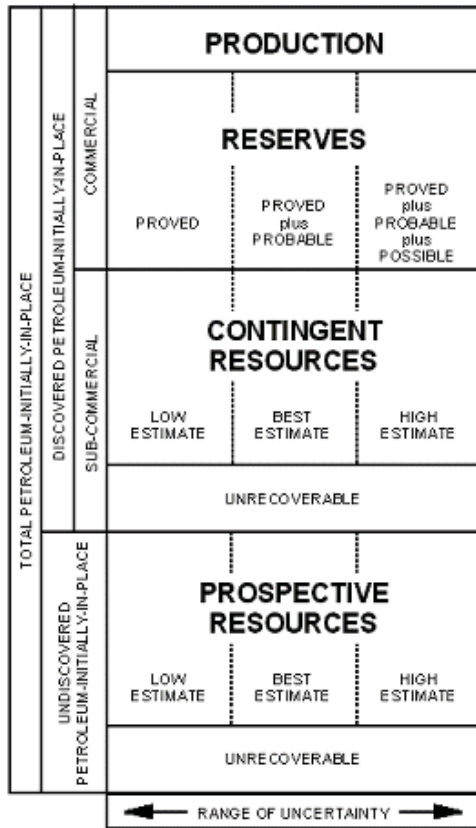 TOTAL PETROLEUM-INITIALLY-IN-PLACE
DISCOVERED PETROLEUM-INITIALLY-IN-PLACE
COMMERCIAL
PRODUCTION
RESERVES
PROVED
PROVED
plus
PROBABLE
PROVED
plus
PROBABLE
plus
POSSIBLE
SUB-COMMERCIAL
CONTINGENT
RESOURCES
LOW
ESTIMATE
BEST
ESTIMATE
HIGH
ESTIMATE
UNRECOVERABLE
UNDISCOVERED
PETROLEUM-INITIALLY-IN-PLACE
PROSPECTIVE
RESOURCES
LOW
ESTIMATE
BEST
ESTIMATE
HIGH
ESTIMATE
UNRECOVERABLE
RANGE OF UNCERTAINTY